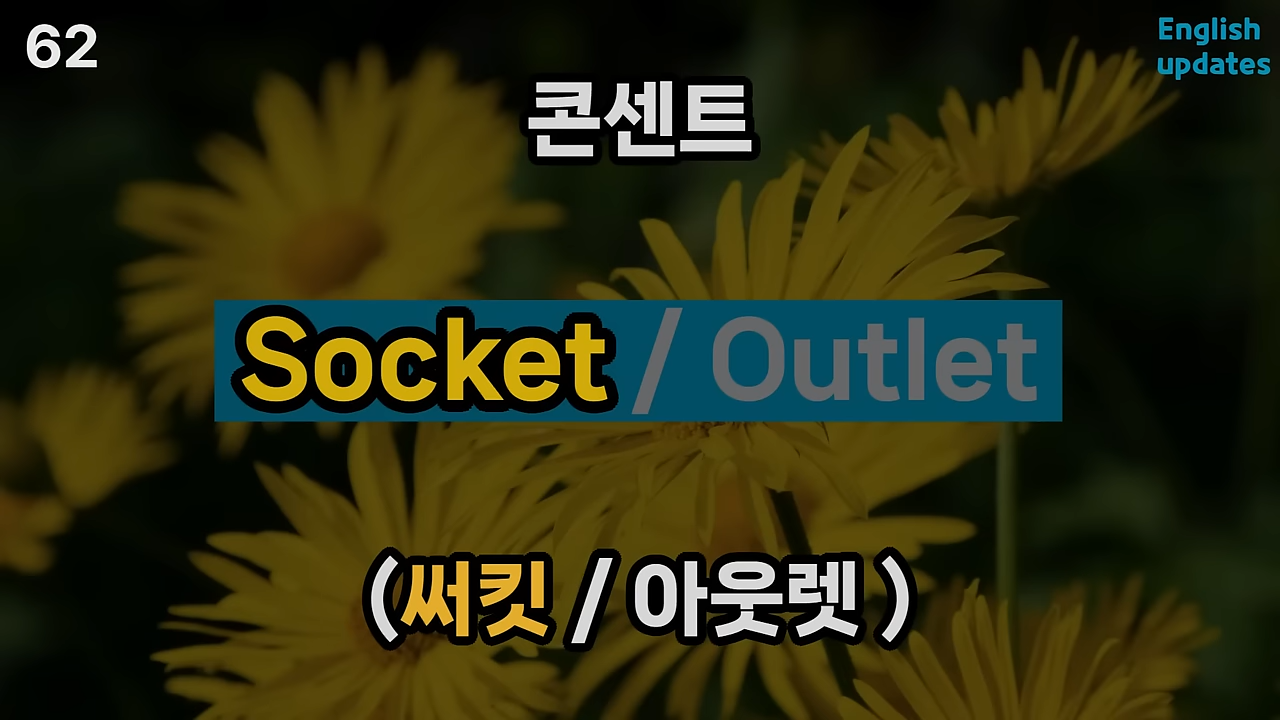 62
English
updates
콘센트
Socket / Outlet
(써킷 / 아웃렛 )